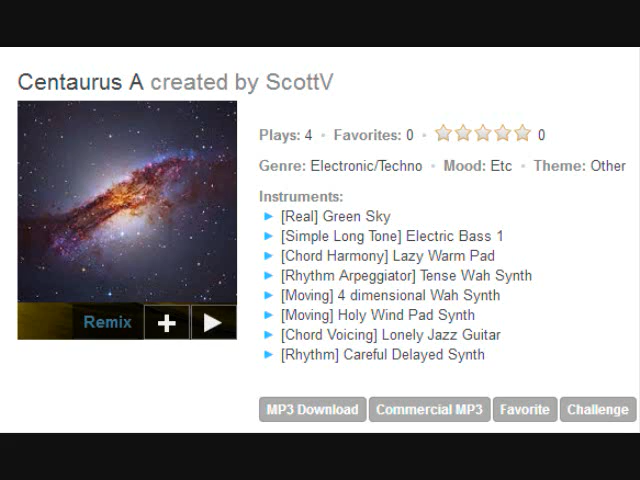 Centaurus A created by ScottV
Plays: 4 • Favorites: 0 • 0
Genre: Electronic/Techno • Mood: Etc • Theme: Other
Instruments:
[Real] Green Sky
[Simple Long Tone] Electric Bass 1
[Chord Harmony] Lazy Warm Pad
[Rhythm Arpeggiator] Tense Wah Synth
[Moving] 4 dimensional Wah Synth
[Moving] Holy Wind Pad Synth
[Chord Voicing] Lonely Jazz Guitar
[Rhythm] Careful Delayed Synth
Remix
MP3 Download Commercial MP3 Favorite Challenge